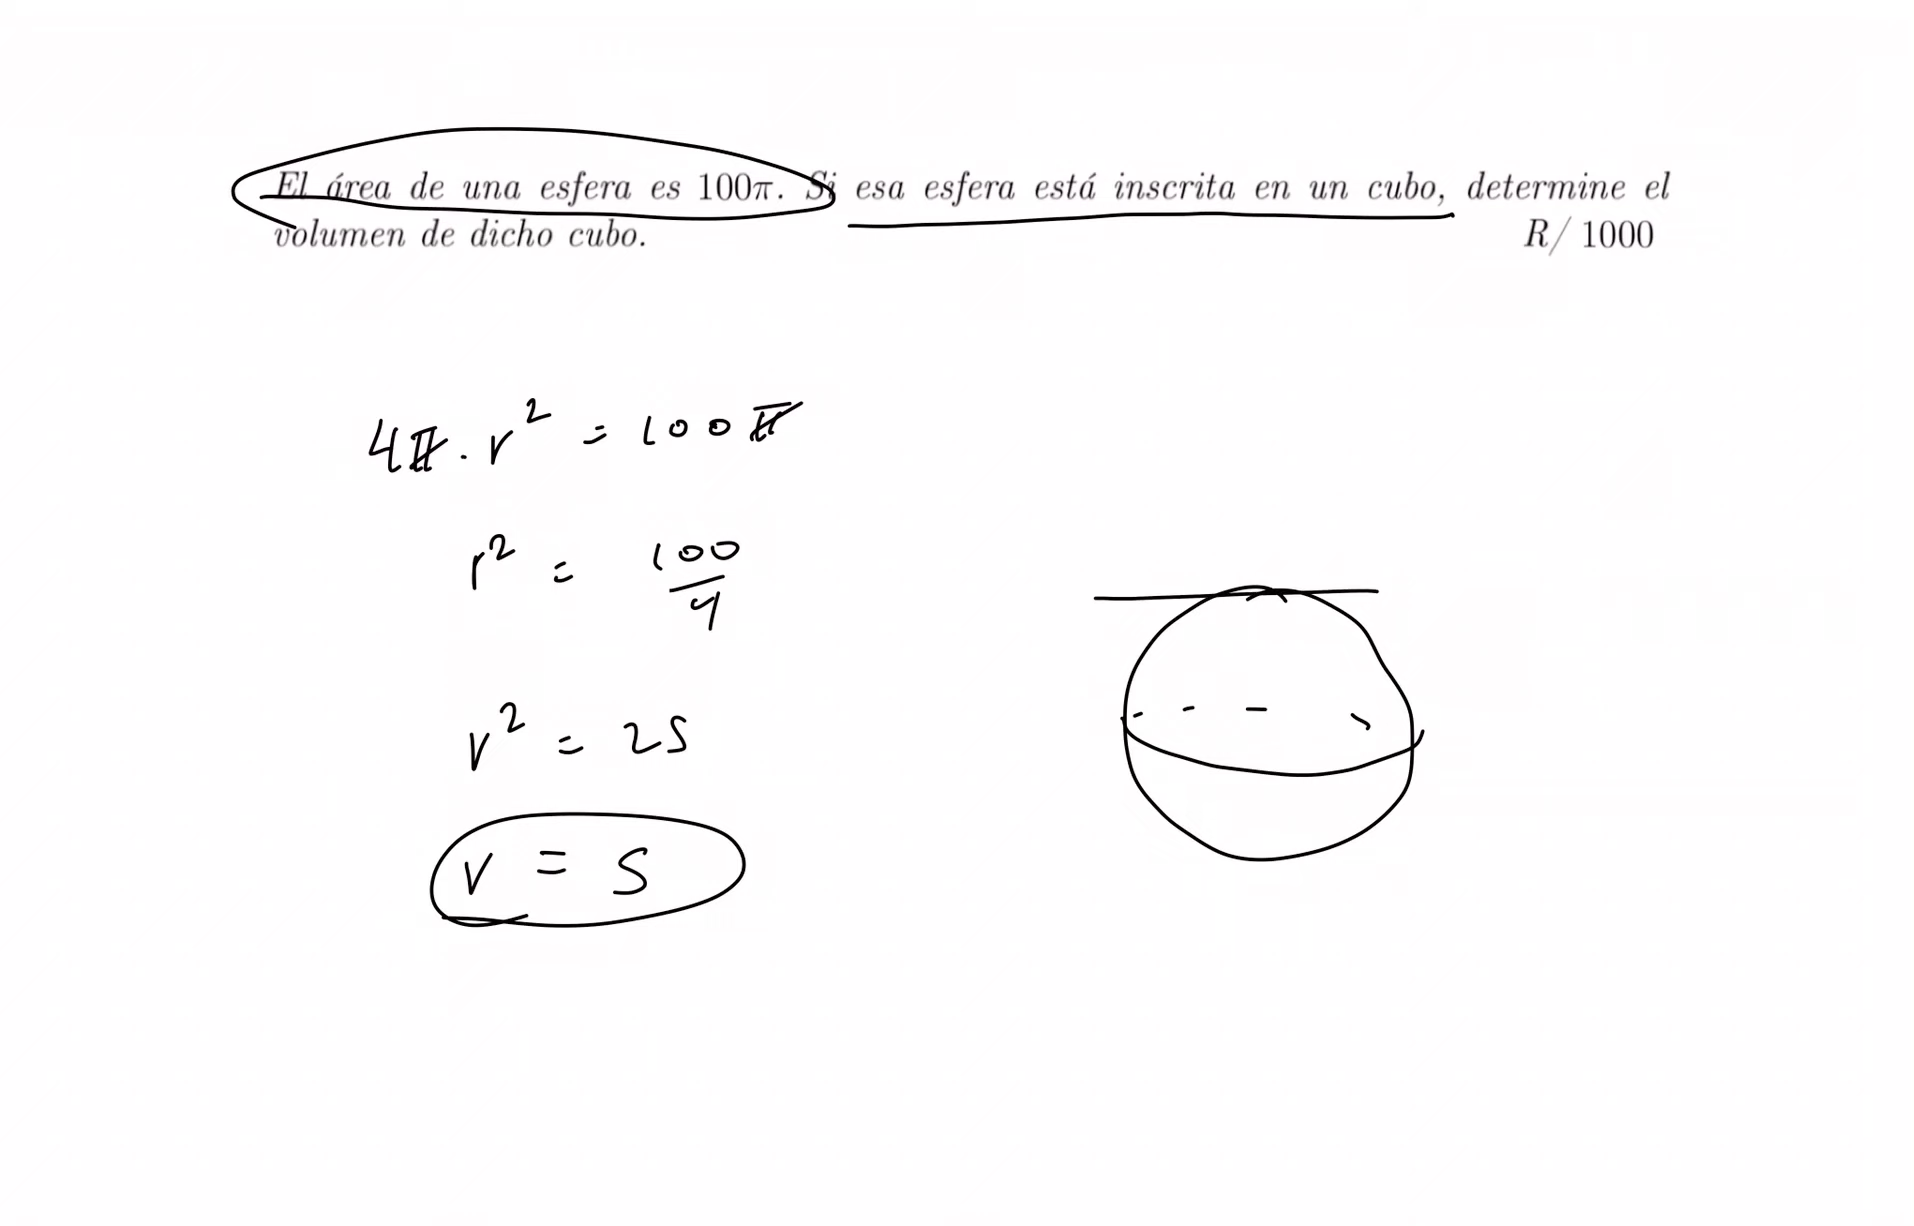 El área de una esfera es 100π. Si esa esfera está inscrita en un cubo, determine el
volumen de dicho cubo. R/ 1000
4π · r² = 100π
r² = 100/4
r² = 25
r = 5